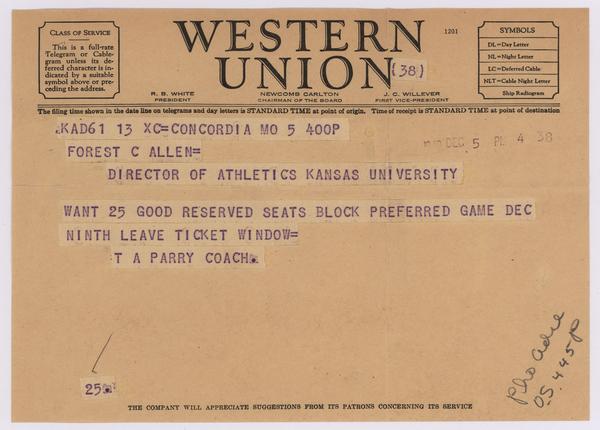 CLASS OF SERVICE
This is a full-rate
Telegram or Cable-
gram unless its de-
ferred character is in-
dicated by a suitable
symbol above or pre-
ceding the address.
WESTERN
UNION
(38)
1201
SYMBOLS
DL=Day Letter
NL=Night Letter
LC=Deferred Cable
NLT=Cable Night Letter
Ship Radiogram
R. B. WHITE
PRESIDENT
NEWCOMB CARLTON
CHAIRMAN OF THE BOARD
J. C. WILLEVER
FIRST VICE-PRESIDENT
The filing time shown in the date line on telegrams and day letters is STANDARD TIME at point of origin. Time of receipt is STANDARD TIME at point of destination
KAD61 13 XC=CONCORDIA MO 5 400P
DEC 5 PM 4 38
FOREST C ALLEN=
DIRECTOR OF ATHLETICS KANSAS UNIVERSITY
WANT 25 GOOD RESERVED SEATS BLOCK PREFERRED GAME DEC
NINTH LEAVE TICKET WINDOW=
T A PARRY COACH.
25
THE COMPANY WILL APPRECIATE SUGGESTIONS FROM ITS PATRONS CONCERNING ITS SERVICE
Pho
OS. 445P